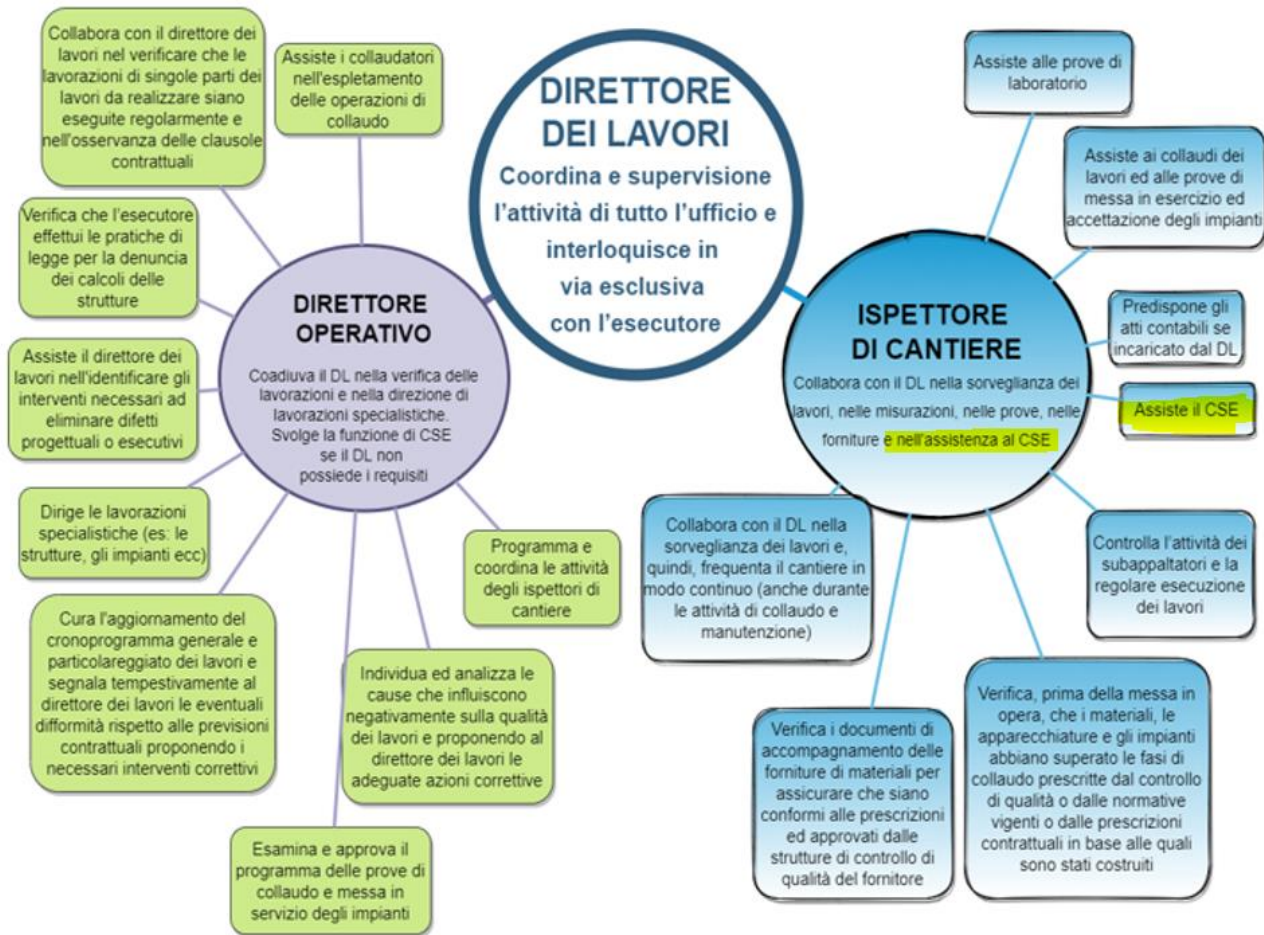 DIRETTORE
DEI LAVORI
Coordina e supervisione
l'attività di tutto l'ufficio e
interloquisce in
via esclusiva
con l'esecutore
Collabora con il direttore dei
lavori nel verificare che le
lavorazioni di singole parti dei
lavori da realizzare siano
eseguite regolarmente e
nell'osservanza delle clausole
contrattuali
Assiste i collaudatori
nell'espletamento
delle operazioni di
collaudo
Verifica che l'esecutore
effettui le pratiche di
legge per la denuncia
dei calcoli delle
strutture
DIRETTORE
OPERATIVO
Coadiuva il DL nella verifica delle
lavorazioni e nella direzione di
lavorazioni specialistiche.
Svolge la funzione di CSE
se il DL non
possiede i requisiti
Assiste il direttore dei
lavori nell'identificare gli
interventi necessari ad
eliminare difetti
progettuali o esecutivi
Dirige le lavorazioni
specialistiche (es: le
strutture, gli impianti ecc)
Cura l'aggiornamento del
cronoprogramma generale e
particolareggiato dei lavori e
segnala tempestivamente al
direttore dei lavori le eventuali
difformità rispetto alle previsioni
contrattuali proponendo i
necessari interventi correttivi
Esamina e approva il
programma delle prove di
collaudo e messa in
servizio degli impianti
Individua ed analizza le
cause che influiscono
negativamente sulla qualità
dei lavori e proponendo al
direttore dei lavori le
adeguate azioni correttive
Programma e
coordina le attività
degli ispettori di
cantiere
Assiste alle prove di
laboratorio
Assiste ai collaudi dei
lavori ed alle prove di
messa in esercizio ed
accettazione degli impianti
ISPETTORE
DI CANTIERE
Collabora con il DL nella sorveglianza dei
lavori, nelle misurazioni, nelle prove, nelle
forniture e nell'assistenza al CSE
Predispone gli
atti contabili se
incaricato dal DL
Assiste il CSE
Controlla l'attività dei
subappaltatori e la
regolare esecuzione
dei lavori
Verifica, prima della messa in
opera, che i materiali, le
apparecchiature e gli impianti
abbiano superato le fasi di
collaudo prescritte dal controllo
di qualità o dalle normative
vigenti o dalle prescrizioni
contrattuali in base alle quali
sono stati costruiti
Verifica i documenti di
accompagnamento delle
forniture di materiali per
assicurare che siano
conformi alle prescrizioni
ed approvati dalle
strutture di controllo di
qualità del fornitore
Collabora con il DL nella
sorveglianza dei lavori e,
quindi, frequenta il cantiere in
modo continuo (anche durante
le attività di collaudo e
manutenzione)